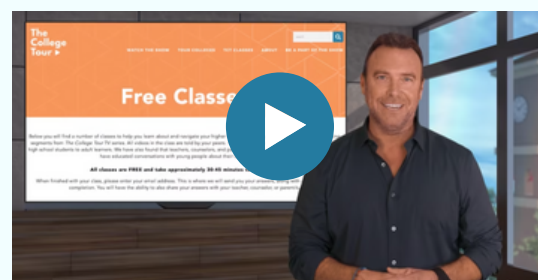 The
College
Tour
WATCH THE SHOW TOUR COLLEGES TCT CLASSES ABOUT BE A PART OF THE SHOW
Free Classe
Below you will find a number of classes to help you learn about and navigate your higher
segments from The College Tour TV series. All videos in the class are told by your peers.
high school students to adult learners. We have also found that teachers, counselors, and
have educated conversations with young people about their
All classes are FREE and take approximately 30-45 minutes
When finished with your class, please enter your email address. This is where we will send you your answers, along with
completion. You will have the ability to also share your answers with your teacher, counselor, or parents